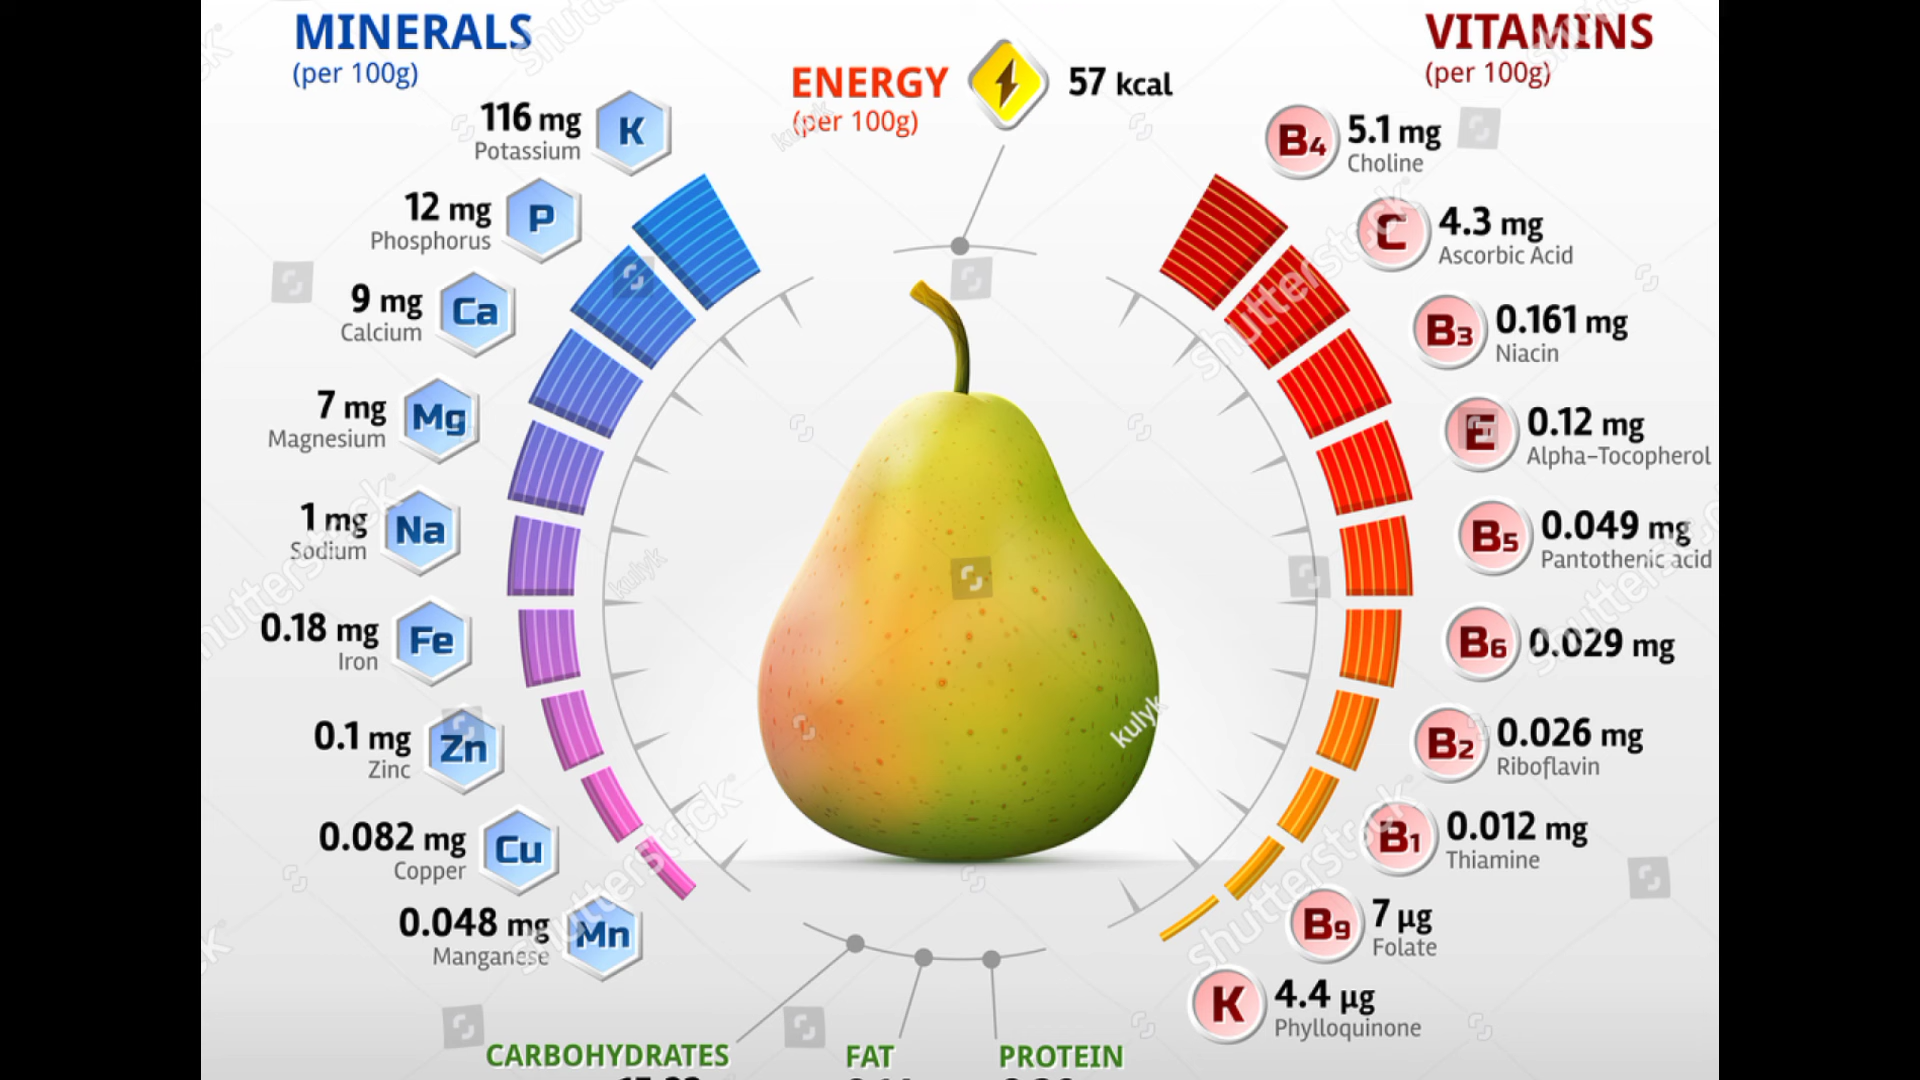 MINERALS
(per 100g)
116 mg
Potassium
K
12 mg
Phosphorus
P
9 mg
Calcium
Ca
7 mg
Magnesium
Mg
1 mg
Sodium
Na
0.18 mg
Iron
Fe
0.1 mg
Zinc
Zn
0.082 mg
Copper
Cu
0.048 mg
Manganese
Mn
ENERGY
(per 100g)
57 kcal
VITAMINS
(per 100g)
B4
5.1 mg
Choline
C
4.3 mg
Ascorbic Acid
B3
0.161 mg
Niacin
E
0.12 mg
Alpha-Tocopherol
B5
0.049 mg
Pantothenic acid
B6
0.029 mg
B2
0.026 mg
Riboflavin
B1
0.012 mg
Thiamine
B9
7 µg
Folate
K
4.4 µg
Phylloquinone
CARBOHYDRATES
FAT
PROTEIN
shutterstock
kulyk